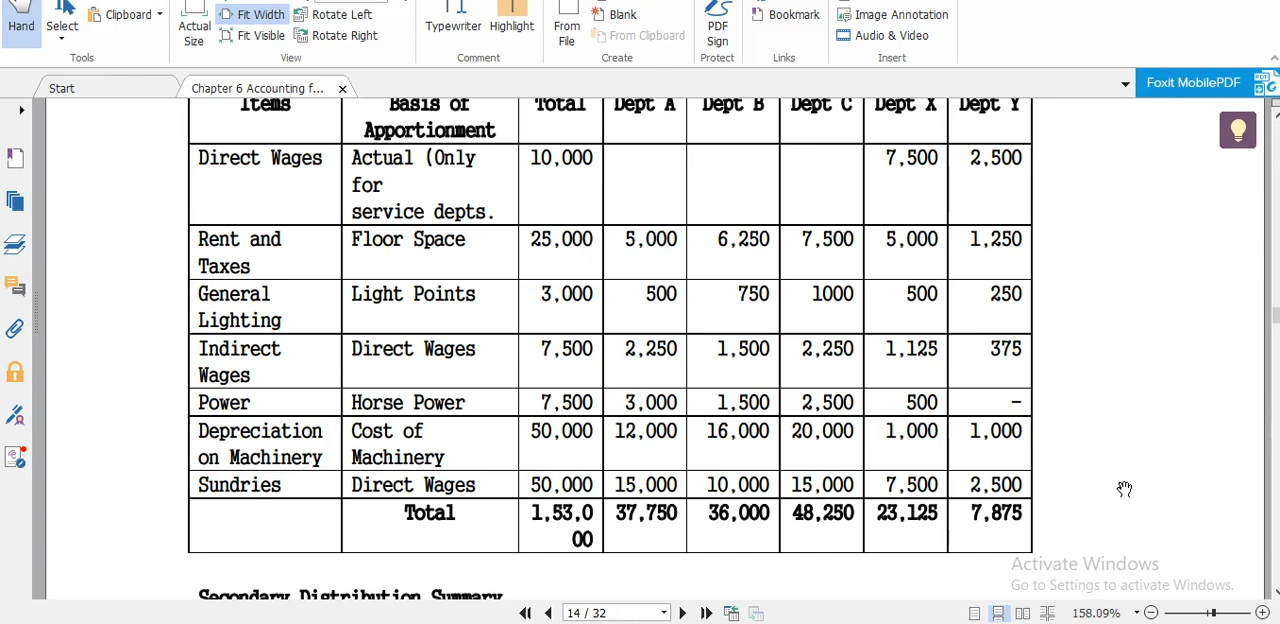 Hand
Select
Clipboard
Actual Size
Fit Width
Fit Visible
Rotate Left
Rotate Right
Typewriter
Highlight
From File
Blank
From Clipboard
PDF Sign
Bookmark
Image Annotation
Audio & Video
Tools View Comment Create Protect Links Insert
Start Chapter 6 Accounting f... Foxit MobilePDF
Items Basis of Total Dept A Dept B Dept C Dept X Dept Y
Apportionment
Direct Wages Actual (Only 10,000 7,500 2,500
for
service depts.
Rent and Floor Space 25,000 5,000 6,250 7,500 5,000 1,250
Taxes
General Light Points 3,000 500 750 1000 500 250
Lighting
Indirect Direct Wages 7,500 2,250 1,500 2,250 1,125 375
Wages
Power Horse Power 7,500 3,000 1,500 2,500 500 -
Depreciation Cost of 50,000 12,000 16,000 20,000 1,000 1,000
on Machinery Machinery
Sundries Direct Wages 50,000 15,000 10,000 15,000 7,500 2,500
Total 1,53,0 37,750 36,000 48,250 23,125 7,875
00
Secondary Distribution Summary
Activate Windows
Go to Settings to activate Windows.
14 / 32 158.09%